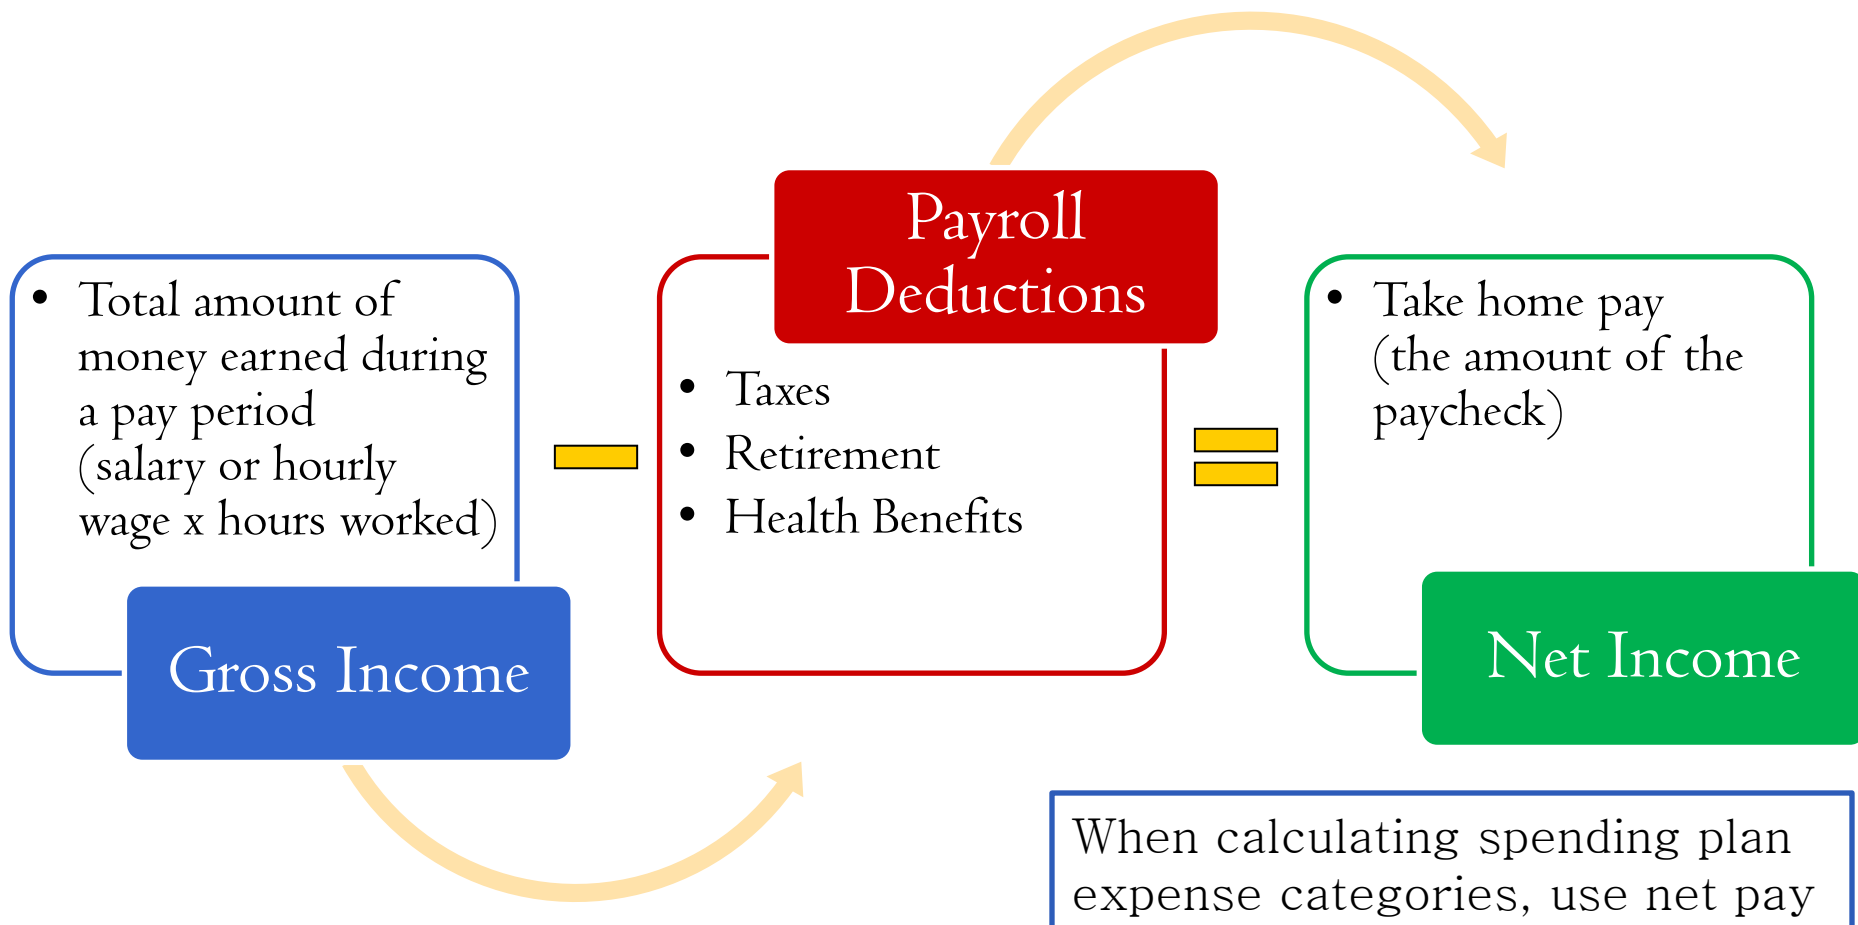 • Total amount of
money earned during
a pay period
(salary or hourly
wage x hours worked)
Gross Income
Payroll
Deductions
• Taxes
• Retirement
• Health Benefits
• Take home pay
(the amount of the
paycheck)
Net Income
When calculating spending plan
expense categories, use net pay